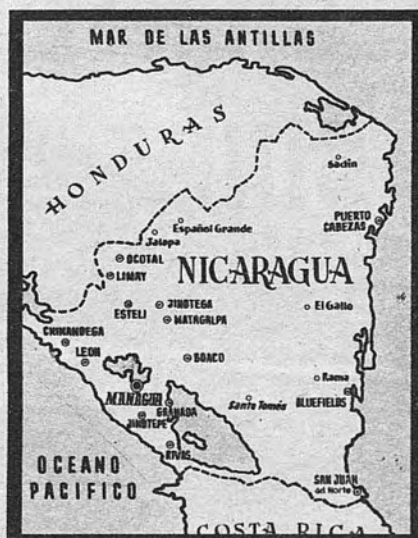 MAR DE LAS ANTILLAS
HONDURAS
Saclin
PUERTO
CABEZAS
Español Grande
Jalapa
OCOTAL
LIMAY
NICARAGUA
ESTELI
JINOTEGA
El Gallo
MATAGALPA
CHINANDEGA
LEON
BOACO
Rama
MANAGUA
GRANADA
Santo Tomás
BLUEFIELDS
JINOTEPE
RIVAS
OCEANO
PACIFICO
SAN JUAN
del Norte
COSTA RICA